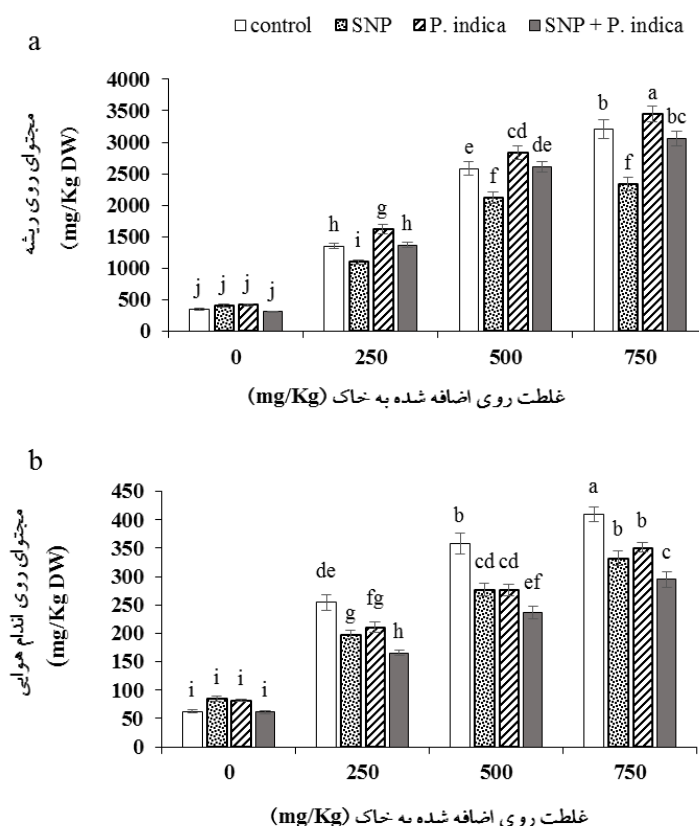 control SNP P. indica SNP + P. indica
a
مجتوای روی ریشه
(mg/Kg DW)
4000
3500
3000
2500
2000
1500
1000
500
0
j j j j
h i g h
e f cd de
b f a bc
0 250 500 750
غلطت روی اضافه شده به خاک (mg/Kg)
b
مجتوای روی اندام هوایی
(mg/Kg DW)
450
400
350
300
250
200
150
100
50
0
i i i i
de g fg h
b cd cd ef
a b b c
0 250 500 750
غلطت روی اضافه شده به خاک (mg/Kg)